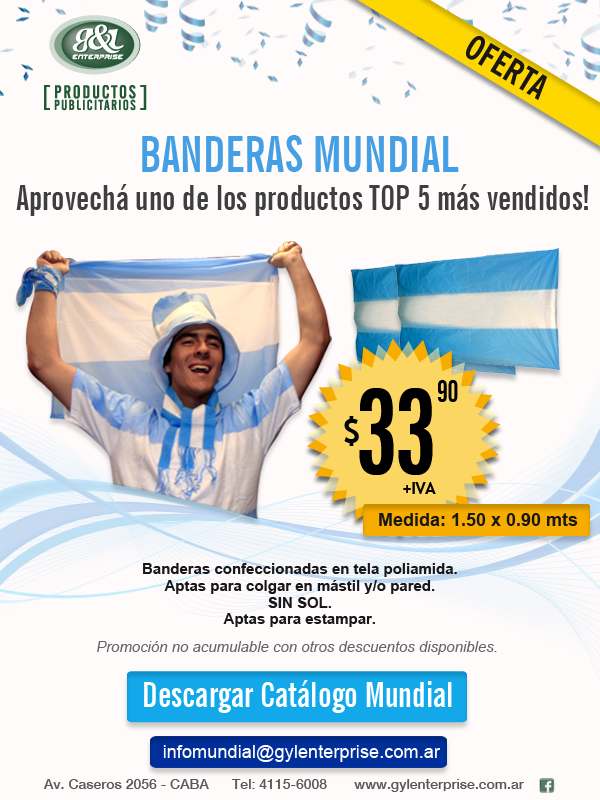 g&l
ENTERPRISE
[PRODUCTOS
PUBLICITARIOS]
OFERTA
BANDERAS MUNDIAL
Aprovechá uno de los productos TOP 5 más vendidos!
$33 90
+IVA
Medida: 1.50 x 0.90 mts
Banderas confeccionadas en tela poliamida.
Aptas para colgar en mástil y/o pared.
SIN SOL.
Aptas para estampar.
Promoción no acumulable con otros descuentos disponibles.
Descargar Catálogo Mundial
infomundial@gylenterprise.com.ar
Av. Caseros 2056 - CABA Tel: 4115-6008 www.gylenterprise.com.ar f